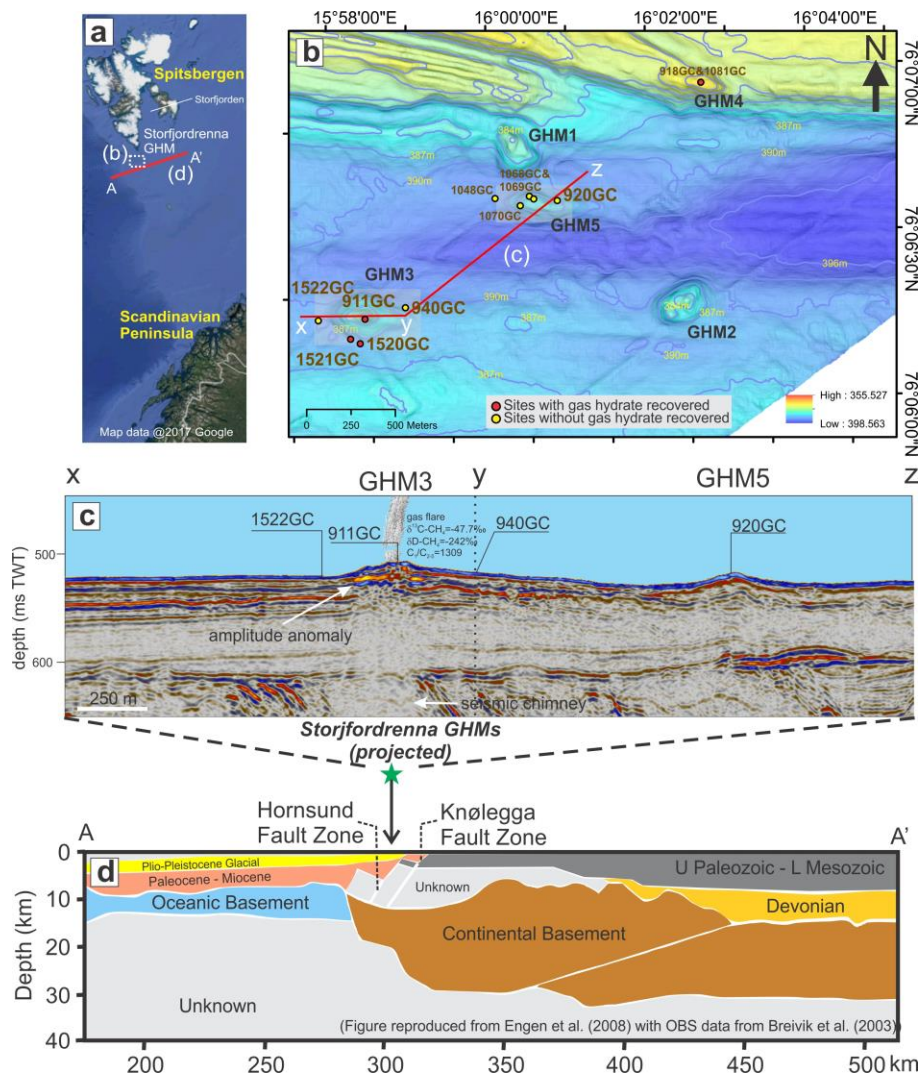 a
Spitsbergen
Storfjorden
Storfjordrenna
GHM
(b)
A'
A
(d)
Scandinavian
Peninsula
Map data @2017 Google
15°58'00"E
16°00'00"E
16°02'00"E
16°04'00"E
b
N
76°07'00"N
76°06'30"N
76°06'00"N
918GC&1081GC
GHM4
384m
GHM1
387m
387m
390m
390m
1068GC&
1069GC
1048GC
1070GC
z
920GC
GHM5
(c)
396m
GHM3
1522GC
911GC
940GC
390m
x
y
387m
387m
384m
387m
GHM2
1520GC
1521GC
390m
387m
0 250 500 Meters
Sites with gas hydrate recovered
Sites without gas hydrate recovered
High : 355.527
Low : 398.563
x
GHM3
y
GHM5
z
c
1522GC
911GC
gas flare
δ¹³C-CH₄=-47.7‰
δD-CH₄=-242‰
940GC
920GC
500
600
depth (ms TWT)
amplitude anomaly
250 m
seismic chimney
Storjfordrenna GHMs
(projected)
Hornsund
Fault Zone
Knølegga
Fault Zone
A
A'
d
0
10
20
30
40
Depth (km)
Plio-Pleistocene Glacial
Paleocene - Miocene
Oceanic Basement
Unknown
Unknown
U Paleozoic - L Mesozoic
Devonian
Continental Basement
(Figure reproduced from Engen et al. (2008) with OBS data from Breivik et al. (2003))
200 250 300 350 400 450 500 km